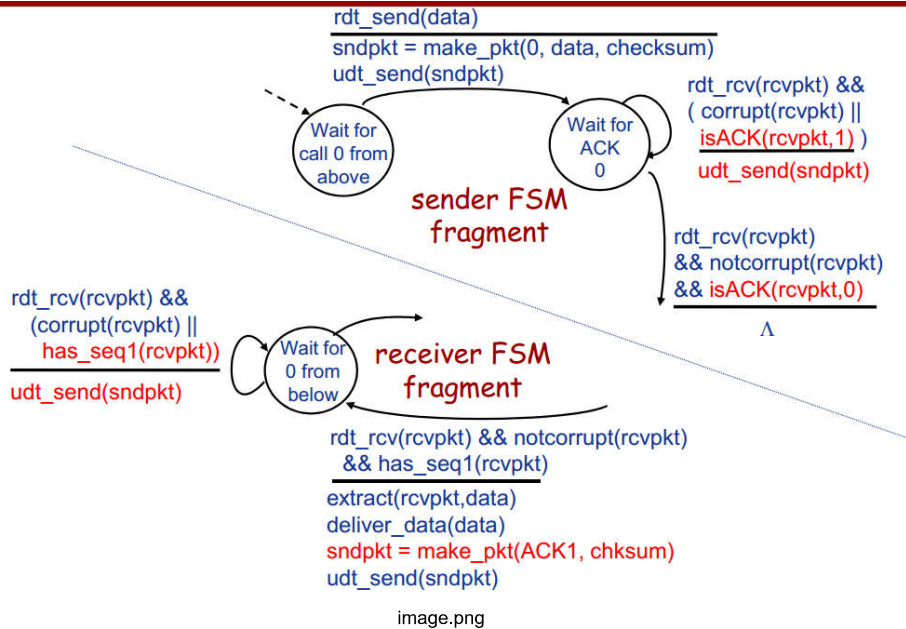 rdt_send(data)
sndpkt = make_pkt(0, data, checksum)
udt_send(sndpkt)
Wait for
call 0 from
above
Wait for
ACK
0
rdt_rcv(rcvpkt) &&
( corrupt(rcvpkt) ||
isACK(rcvpkt,1) )
udt_send(sndpkt)
sender FSM
fragment
rdt_rcv(rcvpkt)
&& notcorrupt(rcvpkt)
&& isACK(rcvpkt,0)
Λ
rdt_rcv(rcvpkt) &&
(corrupt(rcvpkt) ||
has_seq1(rcvpkt))
udt_send(sndpkt)
Wait for
0 from
below
receiver FSM
fragment
rdt_rcv(rcvpkt) && notcorrupt(rcvpkt)
&& has_seq1(rcvpkt)
extract(rcvpkt,data)
deliver_data(data)
sndpkt = make_pkt(ACK1, chksum)
udt_send(sndpkt)
image.png